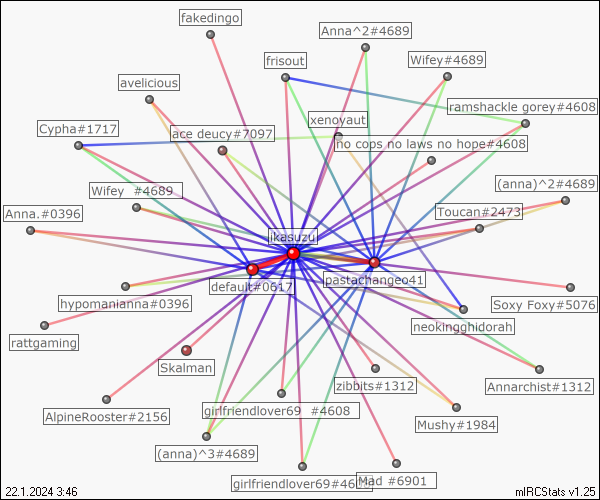 fakedingo
Anna^2#4689
frisout
Wifey#4689
avelicious
ramshackle gorey#4608
xenoyaut
Cypha#1717
ace deucy#7097
no cops no laws no hope#4608
Wifey  #4689
(anna)^2#4689
Anna.#0396
Toucan#2473
ikasuzu
pastachangeo41
default#0617
hypomanianna#0396
Soxy Foxy#5076
neokingghidorah
rattgaming
Skalman
zibbits#1312
Annarchist#1312
AlpineRooster#2156
girlfriendlover69  #4608
Mushy#1984
(anna)^3#4689
girlfriendlover69#46
Mad #6901
22.1.2024 3:46
mIRCStats v1.25